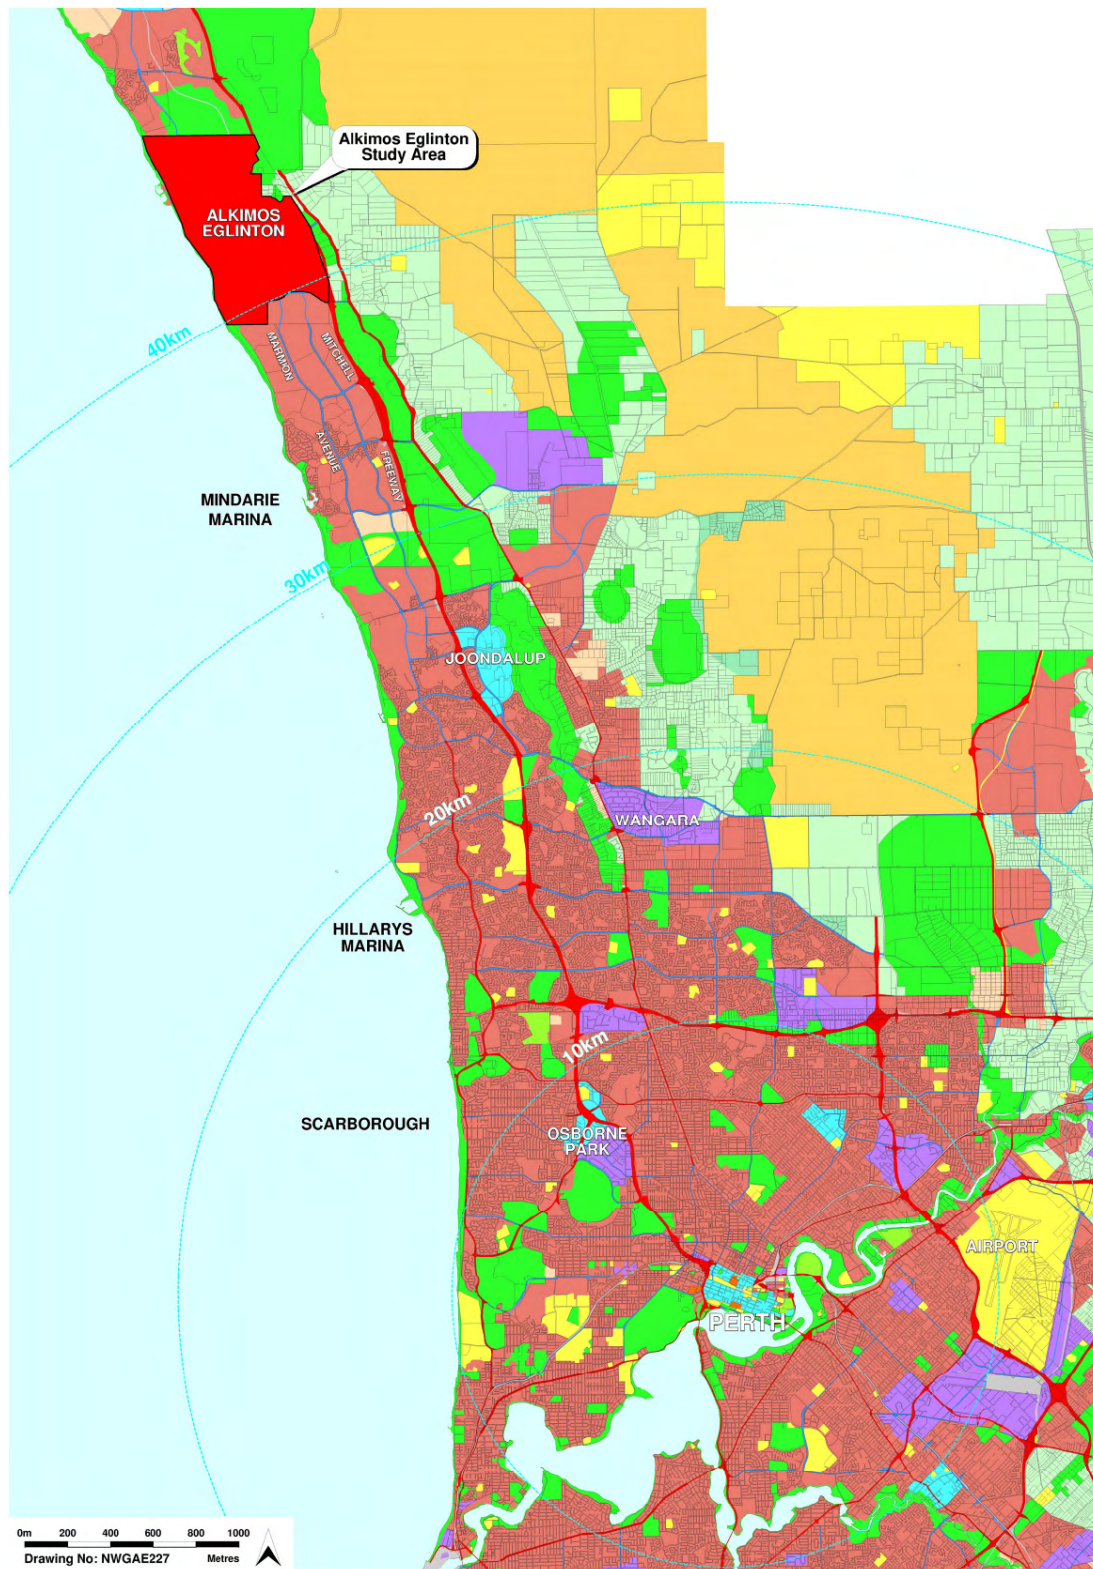 Alkimos Eglinton
Study Area
ALKIMOS
EGLINTON
40km
MARMION
MITCHELL
AVENUE
FREEWAY
MINDARIE
MARINA
30km
JOONDALUP
20km
WANGARA
HILLARYS
MARINA
10km
SCARBOROUGH
OSBORNE
PARK
AIRPORT
PERTH
0m 200 400 600 800 1000
Drawing No: NWGAE227 Metres